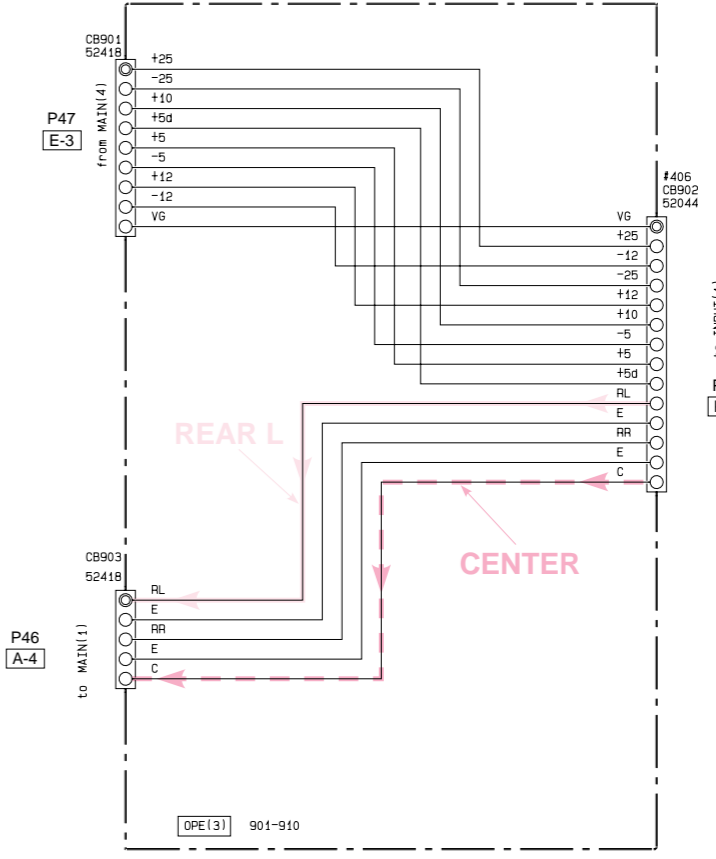 CB901
52418
P47
E-3
from MAIN(4)
+25
-25
+10
+5d
+5
-5
+12
-12
VG
#406
CB902
52044
VG
+25
-12
-25
+12
+10
-5
+5
+5d
RL
E
RR
E
C
REAR L
CENTER
CB903
52418
P46
A-4
to MAIN(1)
RL
E
RR
E
C
OPE(3) 901-910